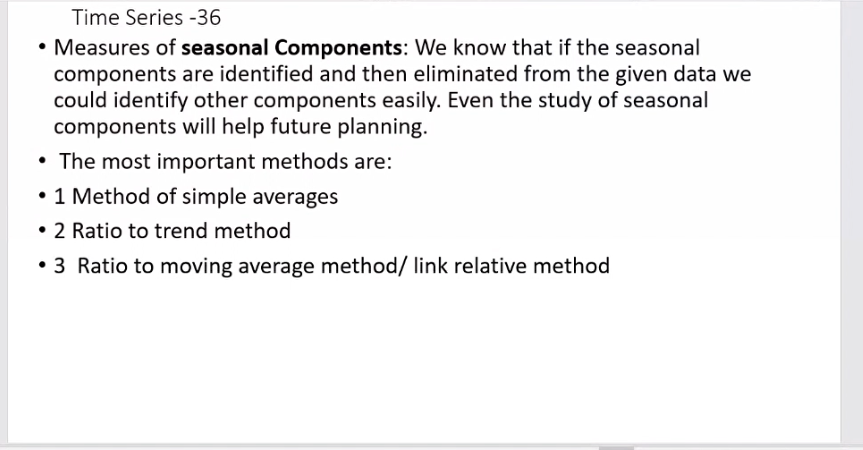 Time Series -36
• Measures of seasonal Components: We know that if the seasonal
components are identified and then eliminated from the given data we
could identify other components easily. Even the study of seasonal
components will help future planning.
• The most important methods are:
• 1 Method of simple averages
• 2 Ratio to trend method
• 3 Ratio to moving average method/ link relative method